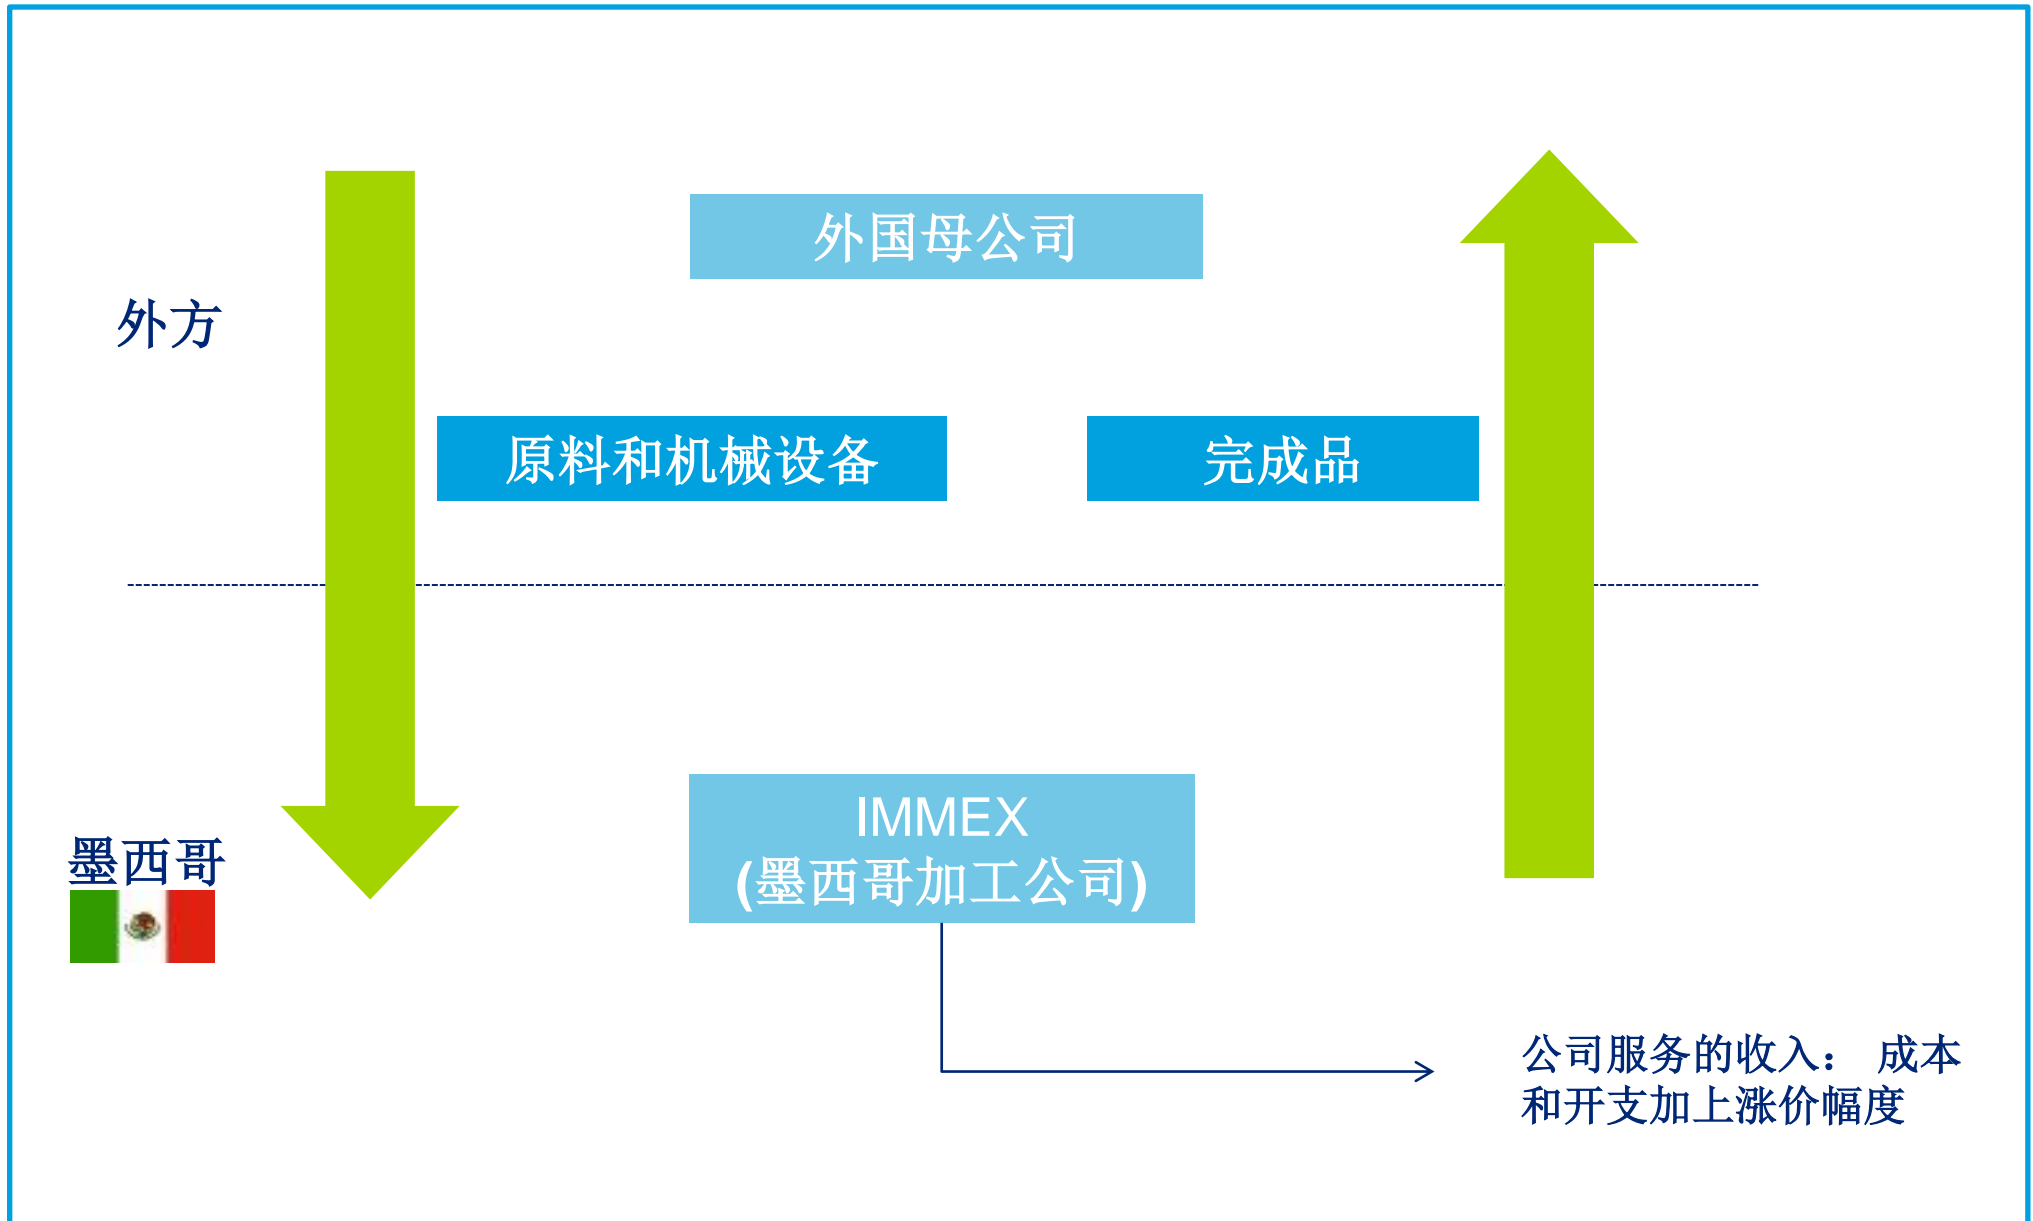 外国母公司
外方
原料和机械设备
完成品
IMMEX
(墨西哥加工公司)
墨西哥
公司服务的收入： 成本
和开支加上涨价幅度